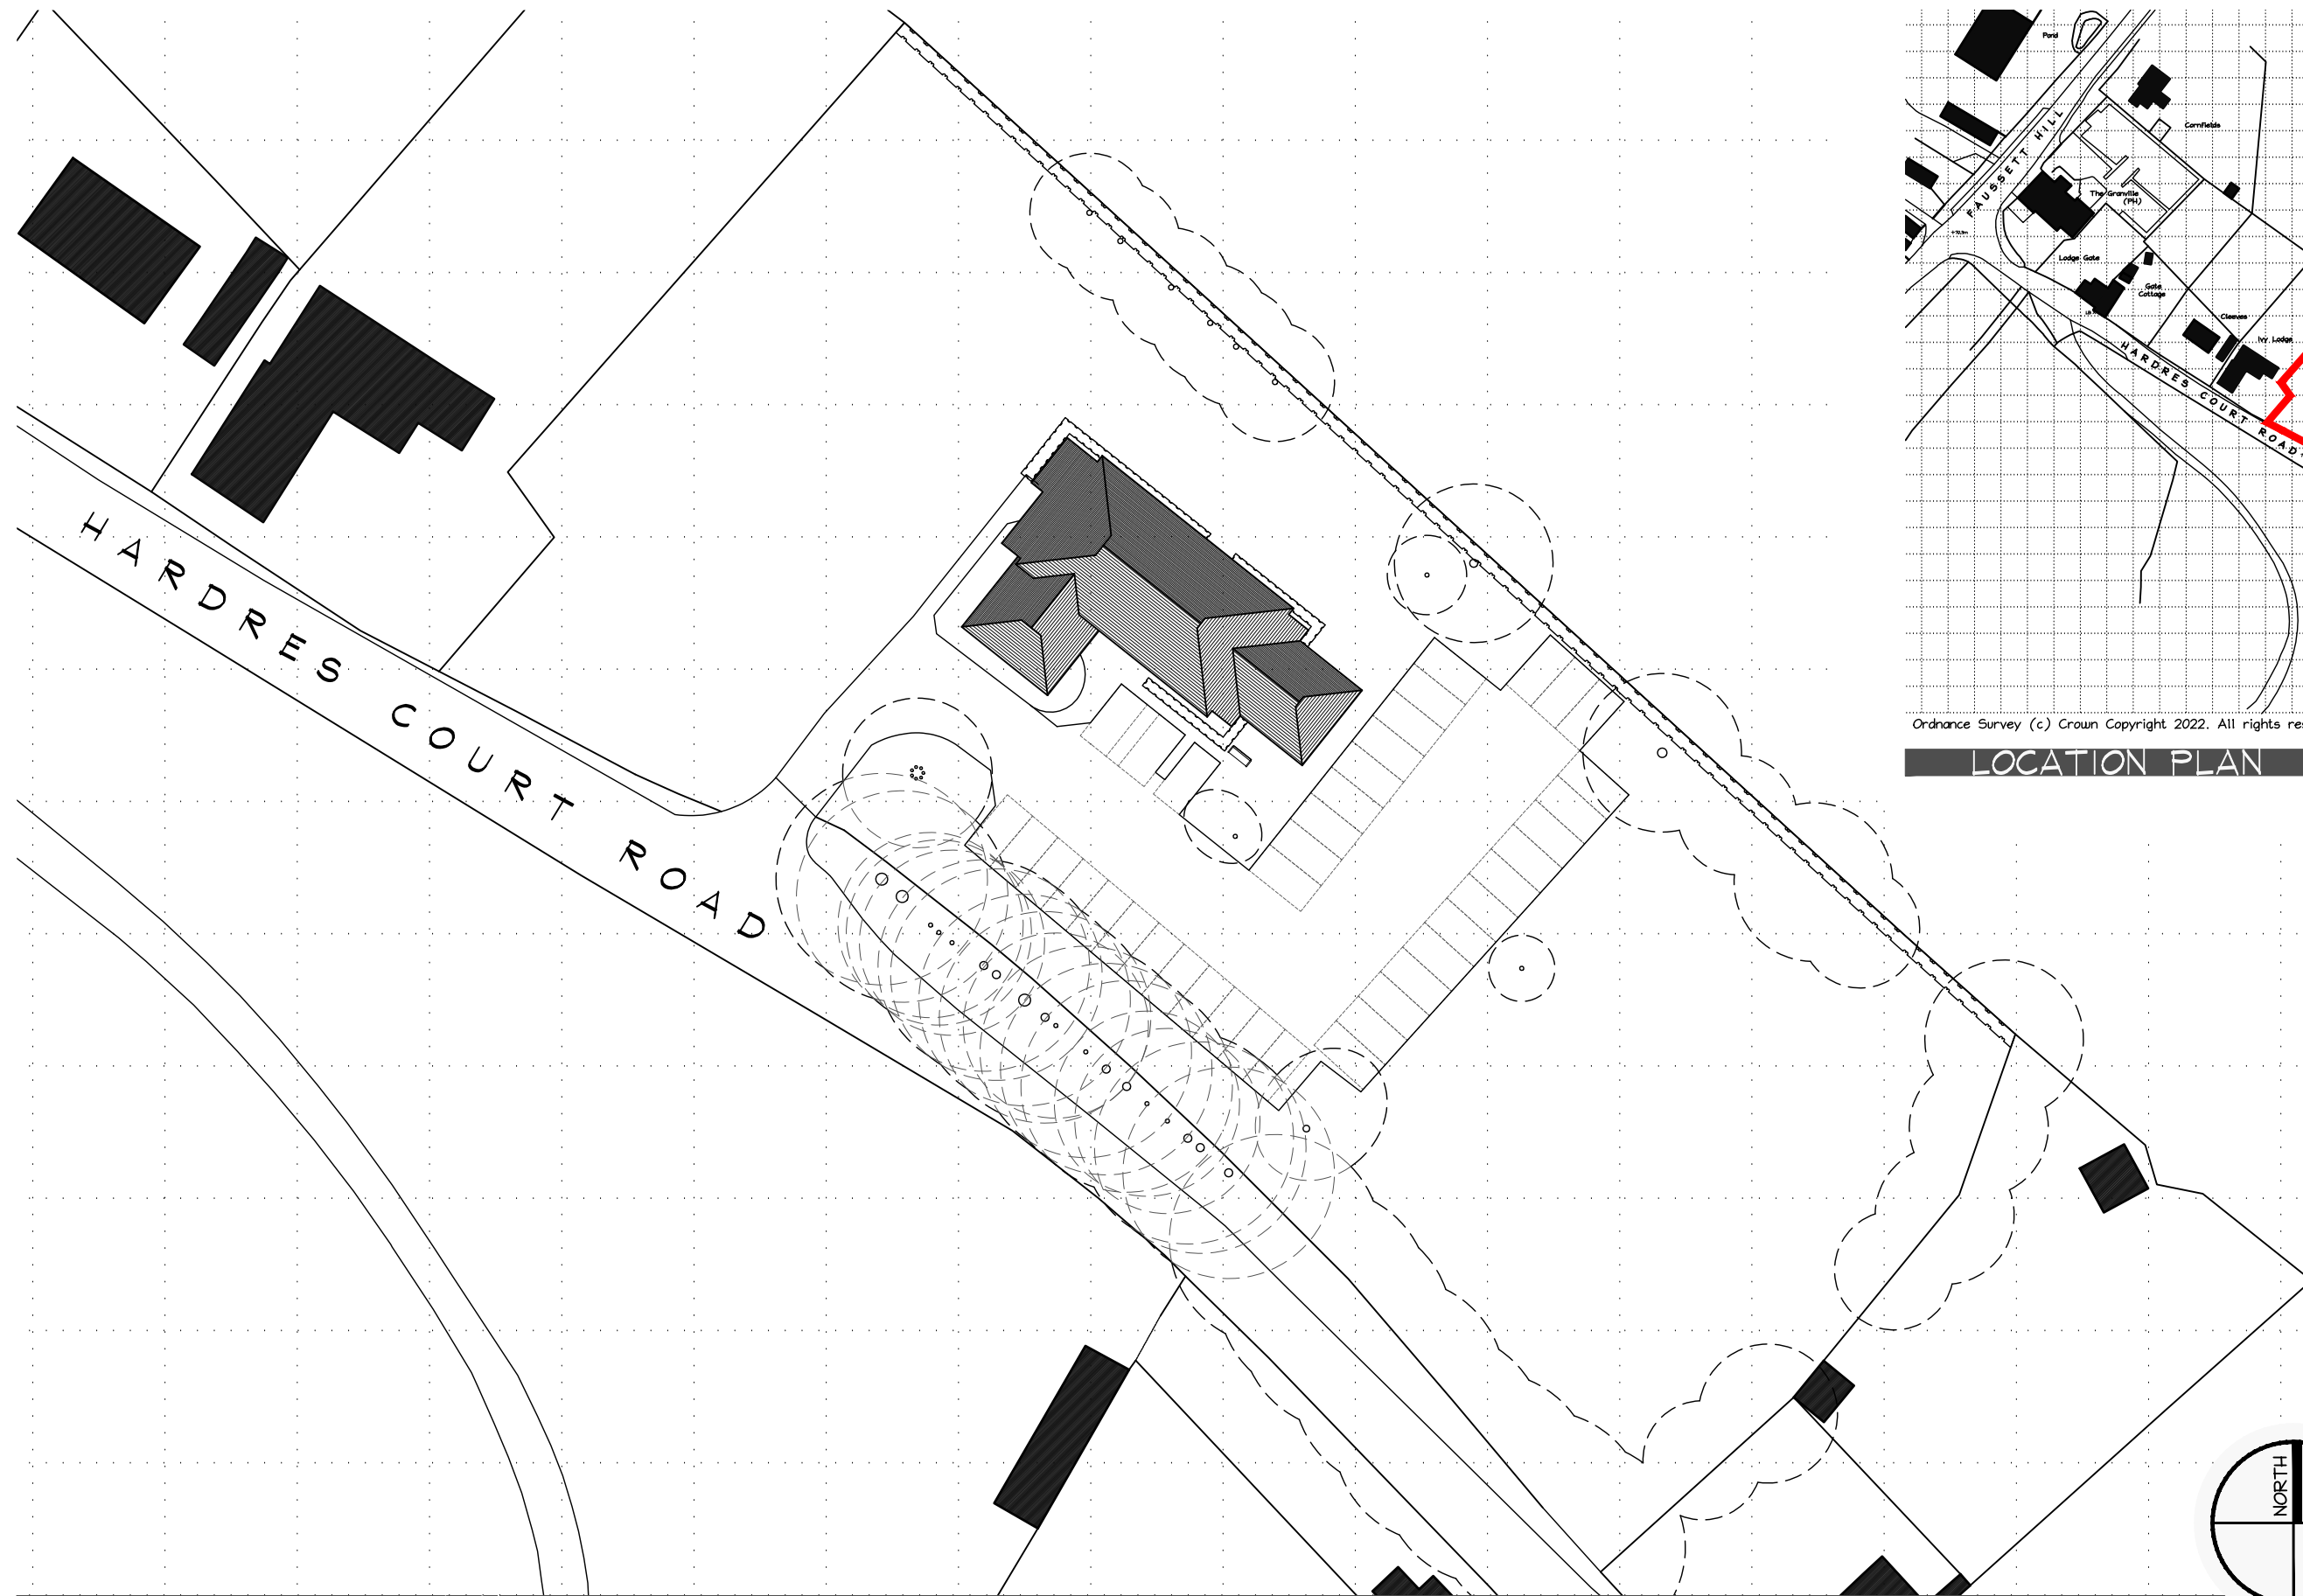 HARDRES COURT ROAD
Pond
Cornfields
FAUSSETT HILL
The Granville
(PH)
Lodge Gate
Gate
Cottage
Cleeves
Ivy Lodge
HARDRES COURT ROAD
Ordnance Survey (c) Crown Copyright 2022. All rights
LOCATION PLAN
NORTH